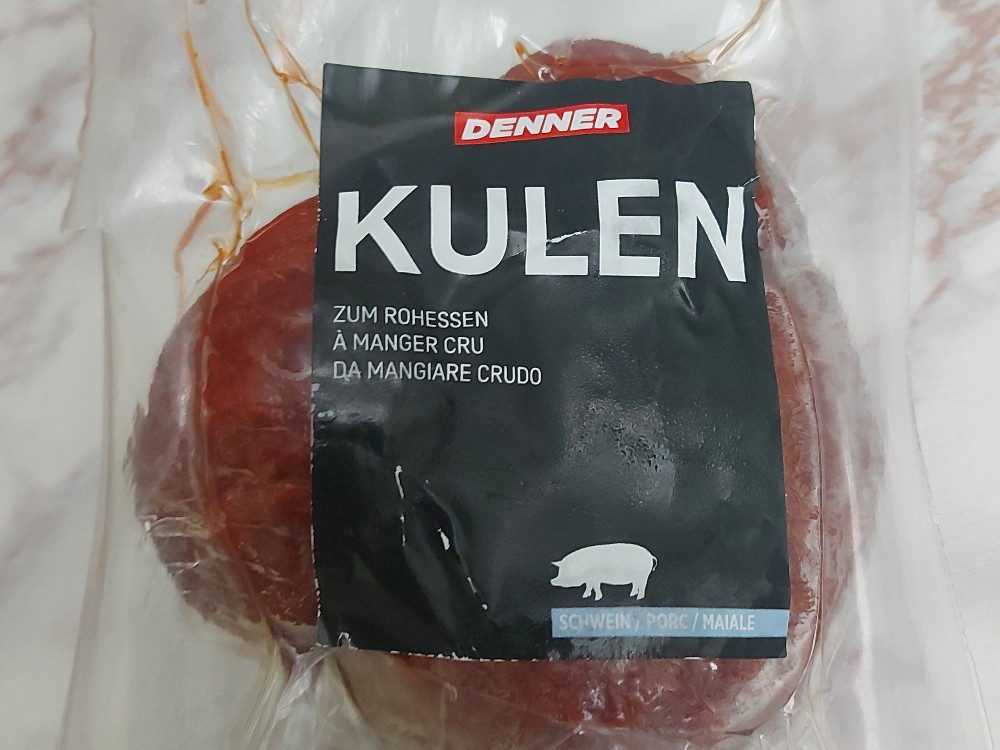 DENNER
KULEN
ZUM ROHESSEN
À MANGER CRU
DA MANGIARE CRUDO
SCHWEIN / PORC / MAIALE